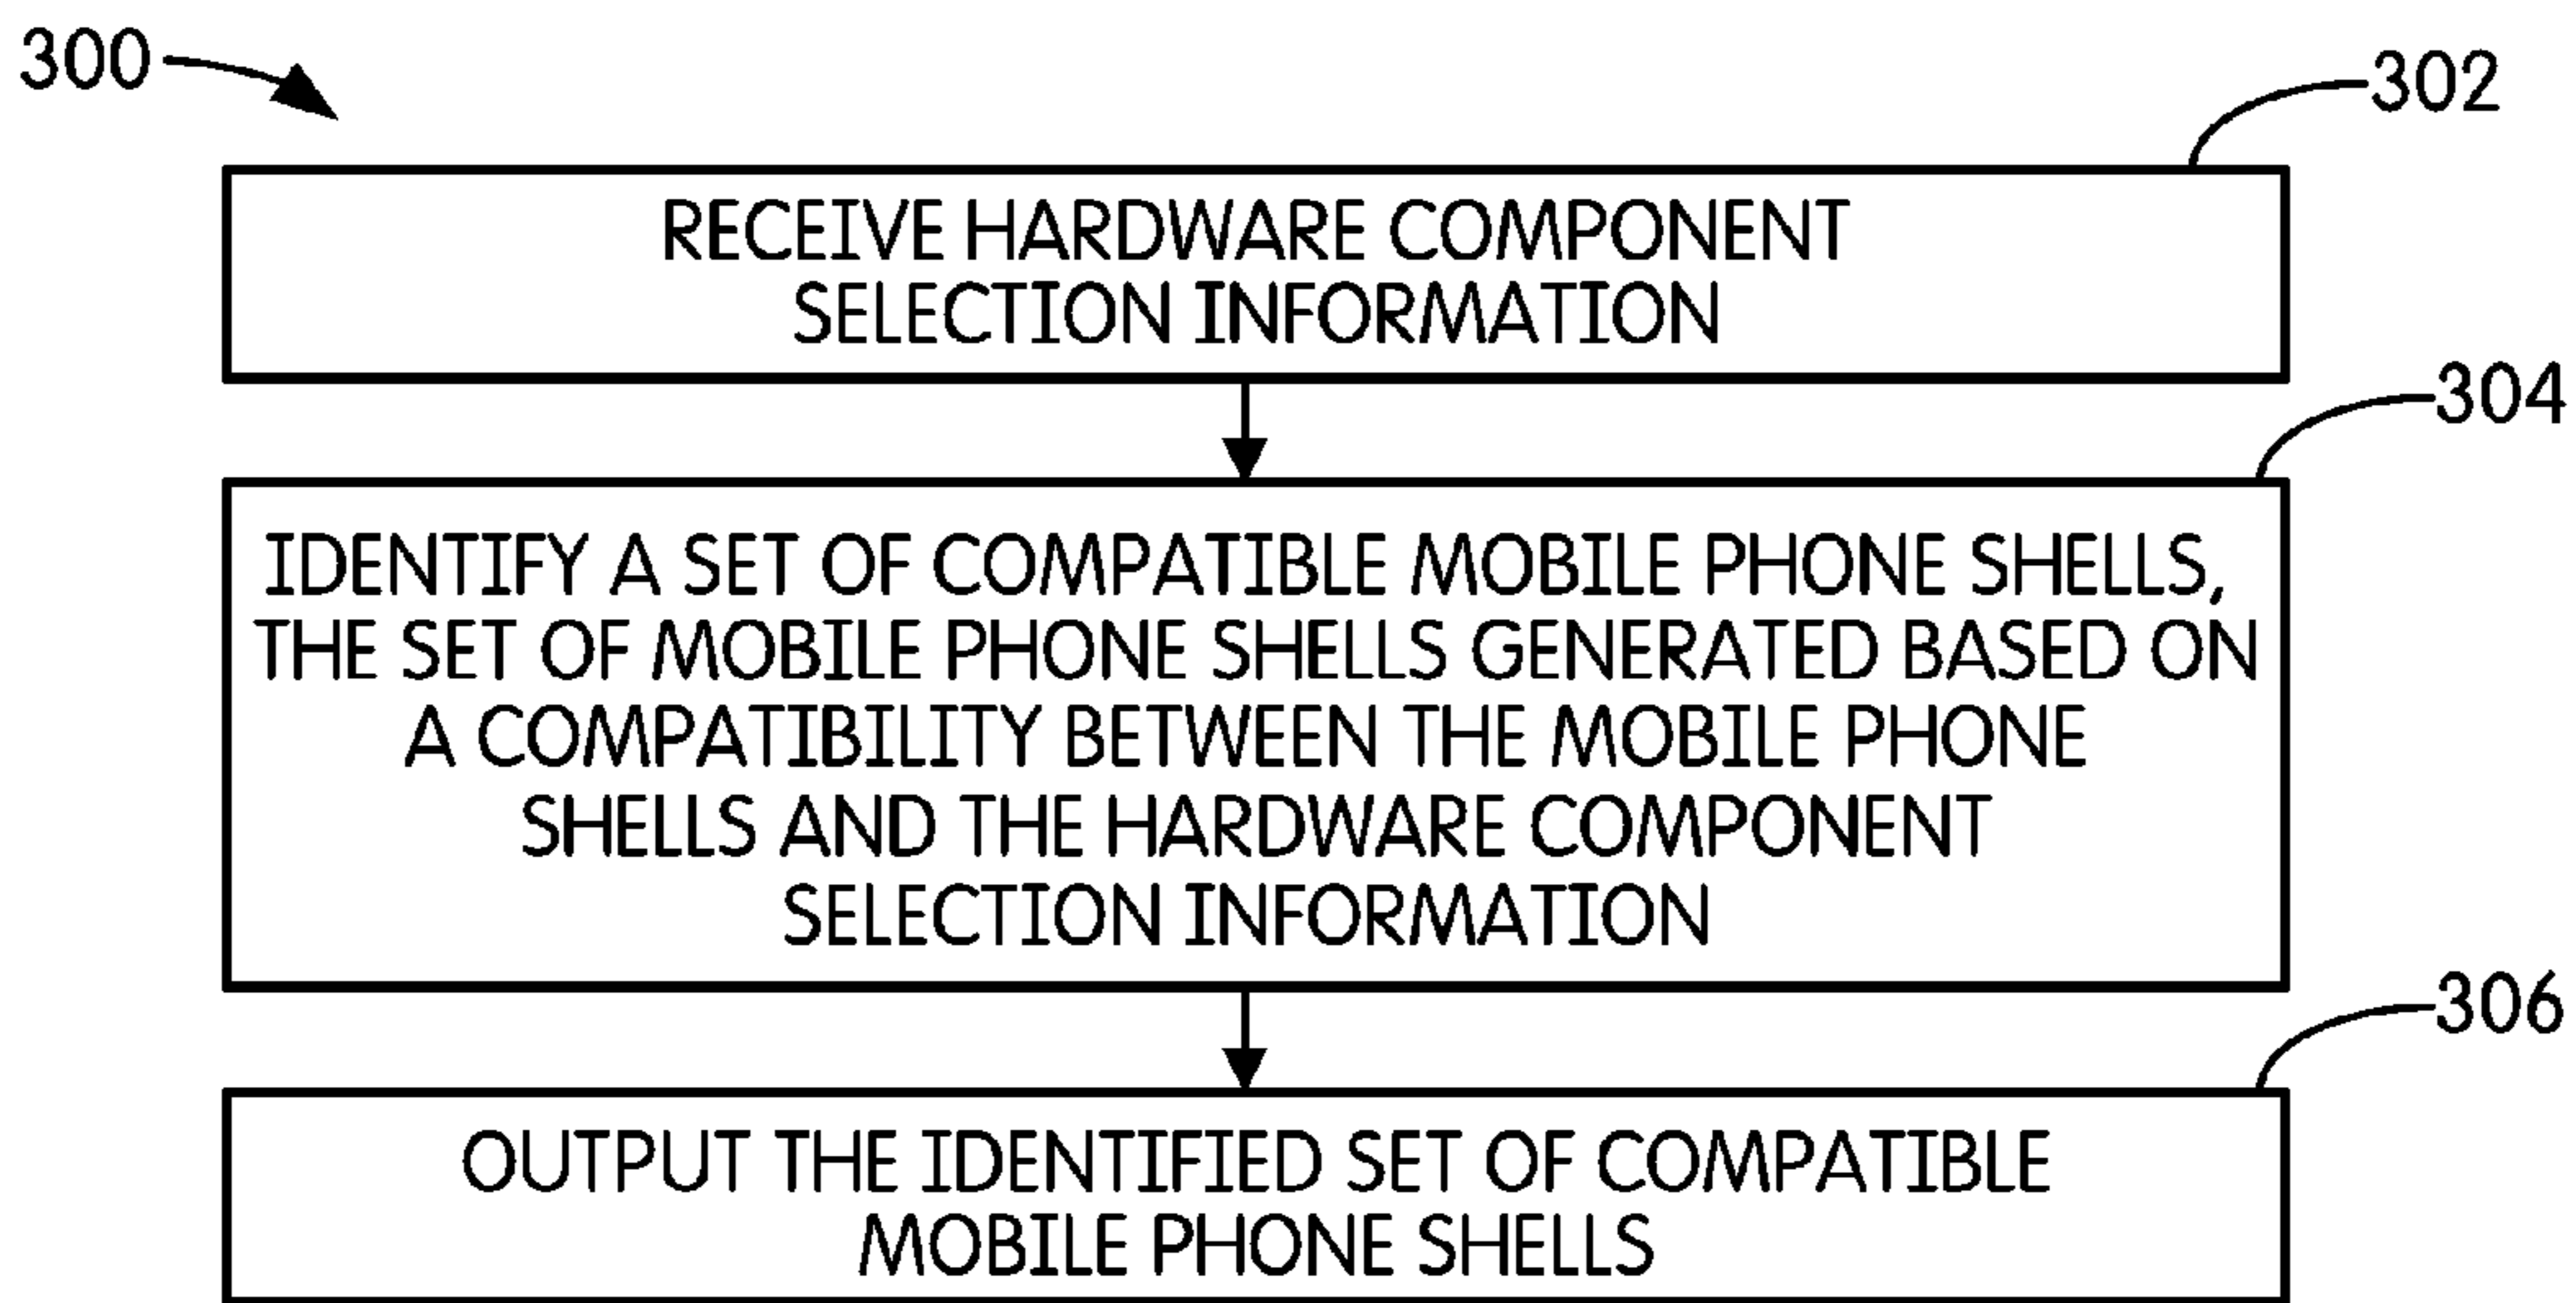 300
302
RECEIVE HARDWARE COMPONENT
SELECTION INFORMATION
304
IDENTIFY A SET OF COMPATIBLE MOBILE PHONE SHELLS,
THE SET OF MOBILE PHONE SHELLS GENERATED BASED ON
A COMPATIBILITY BETWEEN THE MOBILE PHONE
SHELLS AND THE HARDWARE COMPONENT
SELECTION INFORMATION
306
OUTPUT THE IDENTIFIED SET OF COMPATIBLE
MOBILE PHONE SHELLS